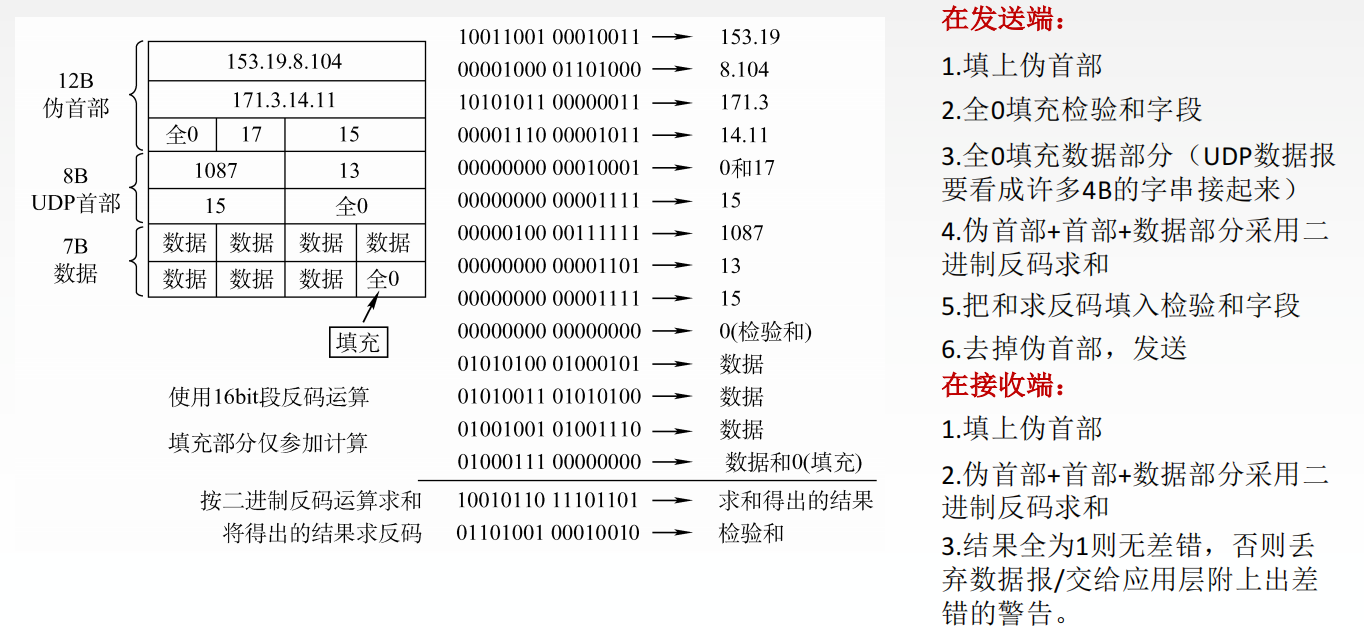 12B
伪首部
153.19.8.104
171.3.14.11
全0 17 15
8B
UDP首部
1087 13
15 全0
7B
数据
数据 数据 数据 数据
数据 数据 数据 全0
填充
使用16bit段反码运算
填充部分仅参加计算
10011001 00010011 → 153.19
00001000 01101000 → 8.104
10101011 00000011 → 171.3
00001110 00001011 → 14.11
00000000 00010001 → 0和17
00000000 00001111 → 15
00000100 00111111 → 1087
00000000 00001101 → 13
00000000 00001111 → 15
00000000 00000000 → 0(检验和)
01010100 01000101 → 数据
01010011 01010100 → 数据
01001001 01001110 → 数据
01000111 00000000 → 数据和0(填充)
按二进制反码运算求和 10010110 11101101 → 求和得出的结果
将得出的结果求反码 01101001 00010010 → 检验和
在发送端：
1.填上伪首部
2.全0填充检验和字段
3.全0填充数据部分（UDP数据报
要看成许多4B的字串接起来）
4.伪首部+首部+数据部分采用二
进制反码求和
5.把和求反码填入检验和字段
6.去掉伪首部，发送
在接收端：
1.填上伪首部
2.伪首部+首部+数据部分采用二
进制反码求和
3.结果全为1则无差错，否则丢
弃数据报/交给应用层附上出差
错的警告。